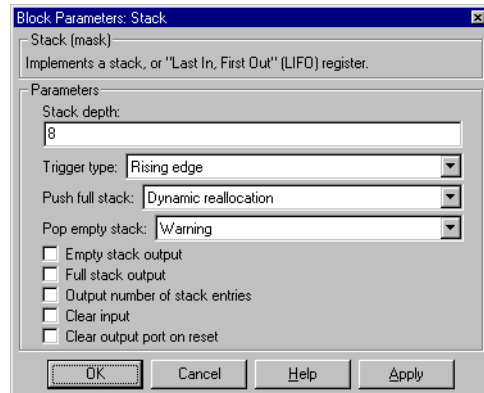 Block Parameters: Stack
Stack (mask)
Implements a stack, or "Last In, First Out" (LIFO) register.
Parameters
Stack depth:
8
Trigger type: Rising edge
Push full stack: Dynamic reallocation
Pop empty stack: Warning
Empty stack output
Full stack output
Output number of stack entries
Clear input
Clear output port on reset
OK Cancel Help Apply